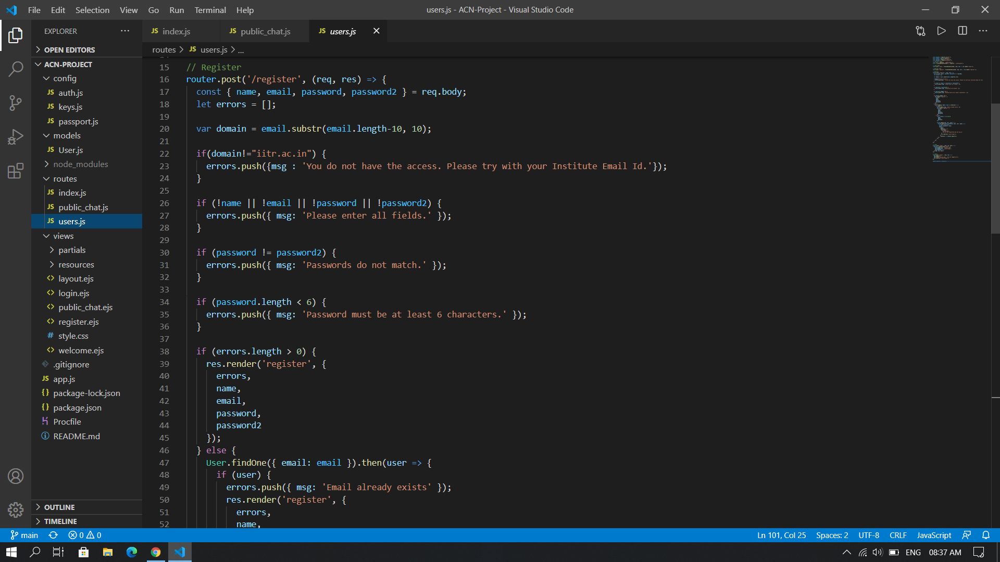 File Edit Selection View Go Run Terminal Help
users.js - ACN-Project - Visual Studio Code
EXPLORER
JS index.js
JS public_chat.js
JS users.js
OPEN EDITORS
ACN-PROJECT
config
JS auth.js
JS keys.js
JS passport.js
models
JS User.js
node_modules
routes
JS index.js
JS public_chat.js
JS users.js
views
partials
resources
<> layout.ejs
<> login.ejs
<> public_chat.ejs
<> register.ejs
# style.css
<> welcome.ejs
.gitignore
JS app.js
{} package-lock.json
{} package.json
Procfile
README.md
OUTLINE
TIMELINE
routes > JS users.js > ...
15 // Register
16 router.post('/register', (req, res) => {
17 const { name, email, password, password2 } = req.body;
18 let errors = [];
19
20 var domain = email.substr(email.length-10, 10);
21
22 if(domain!="iitr.ac.in") {
23 errors.push({msg : 'You do not have the access. Please try with your Institute Email Id.'});
24 }
25
26 if (!name || !email || !password || !password2) {
27 errors.push({ msg: 'Please enter all fields.' });
28 }
29
30 if (password != password2) {
31 errors.push({ msg: 'Passwords do not match.' });
32 }
33
34 if (password.length < 6) {
35 errors.push({ msg: 'Password must be at least 6 characters.' });
36 }
37
38 if (errors.length > 0) {
39 res.render('register', {
40 errors,
41 name,
42 email,
43 password,
44 password2
45 });
46 } else {
47 User.findOne({ email: email }).then(user => {
48 if (user) {
49 errors.push({ msg: 'Email already exists' });
50 res.render('register', {
51 errors,
52 name,
main
0 0
Ln 101, Col 25
Spaces: 2
UTF-8
CRLF
JavaScript
ENG
08:37 AM